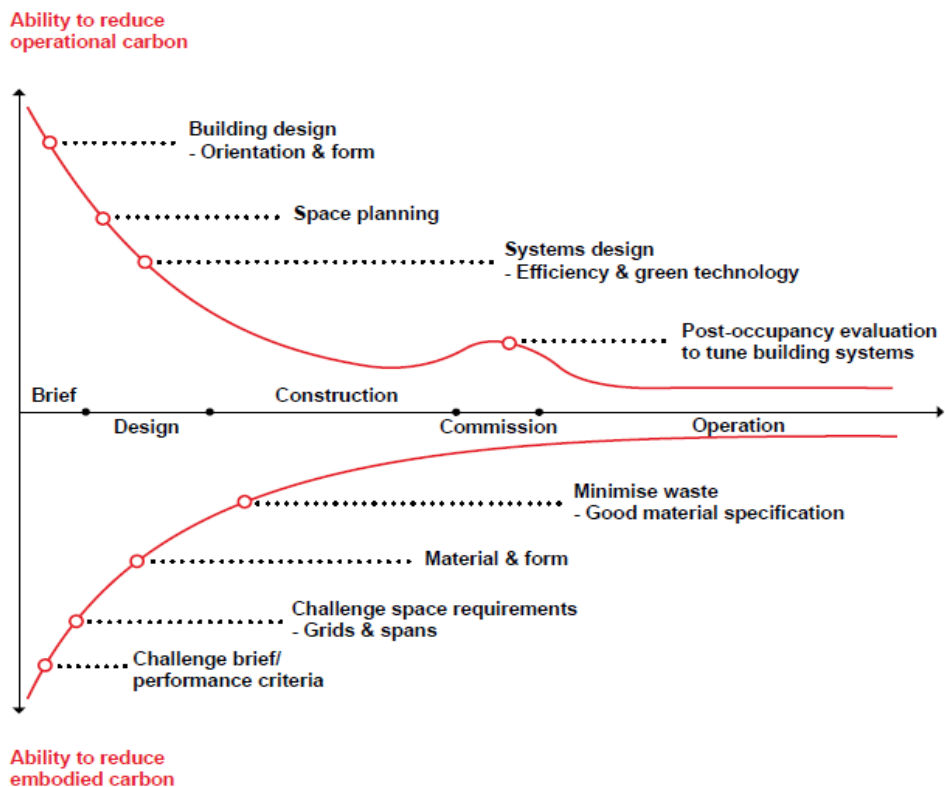 Ability to reduce
operational carbon
Building design
- Orientation & form
Space planning
Systems design
- Efficiency & green technology
Post-occupancy evaluation
to tune building systems
Brief
Construction
Design
Commission
Operation
Minimise waste
- Good material specification
Material & form
Challenge space requirements
- Grids & spans
Challenge brief/
performance criteria
Ability to reduce
embodied carbon